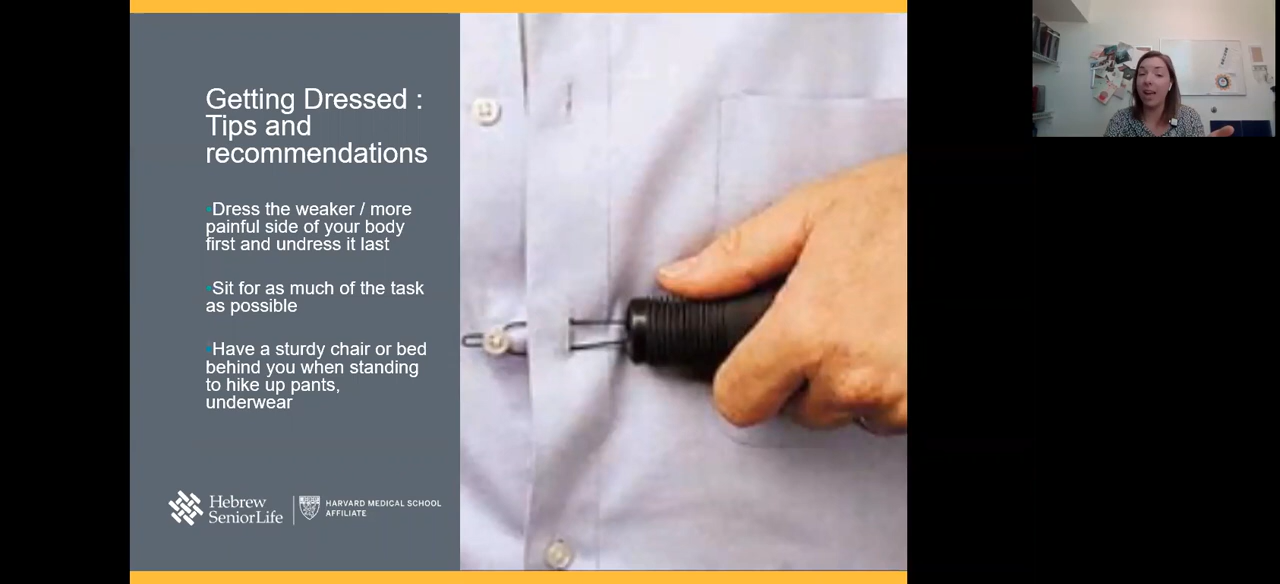 Getting Dressed :
Tips and
recommendations
•Dress the weaker / more
painful side of your body
first and undress it last
•Sit for as much of the task
as possible
•Have a sturdy chair or bed
behind you when standing
to hike up pants,
underwear
Hebrew
SeniorLife
HARVARD MEDICAL SCHOOL
AFFILIATE